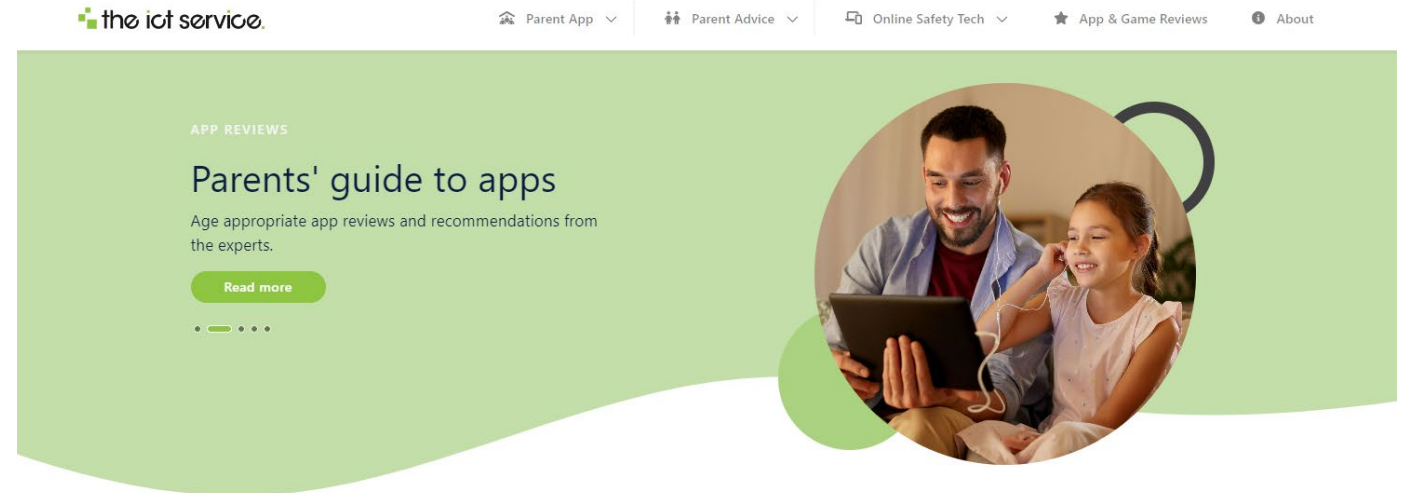 the ict service.
Parent App
Parent Advice
Online Safety Tech
App & Game Reviews
About
APP REVIEWS
Parents' guide to apps
Age appropriate app reviews and recommendations from
the experts.
Read more